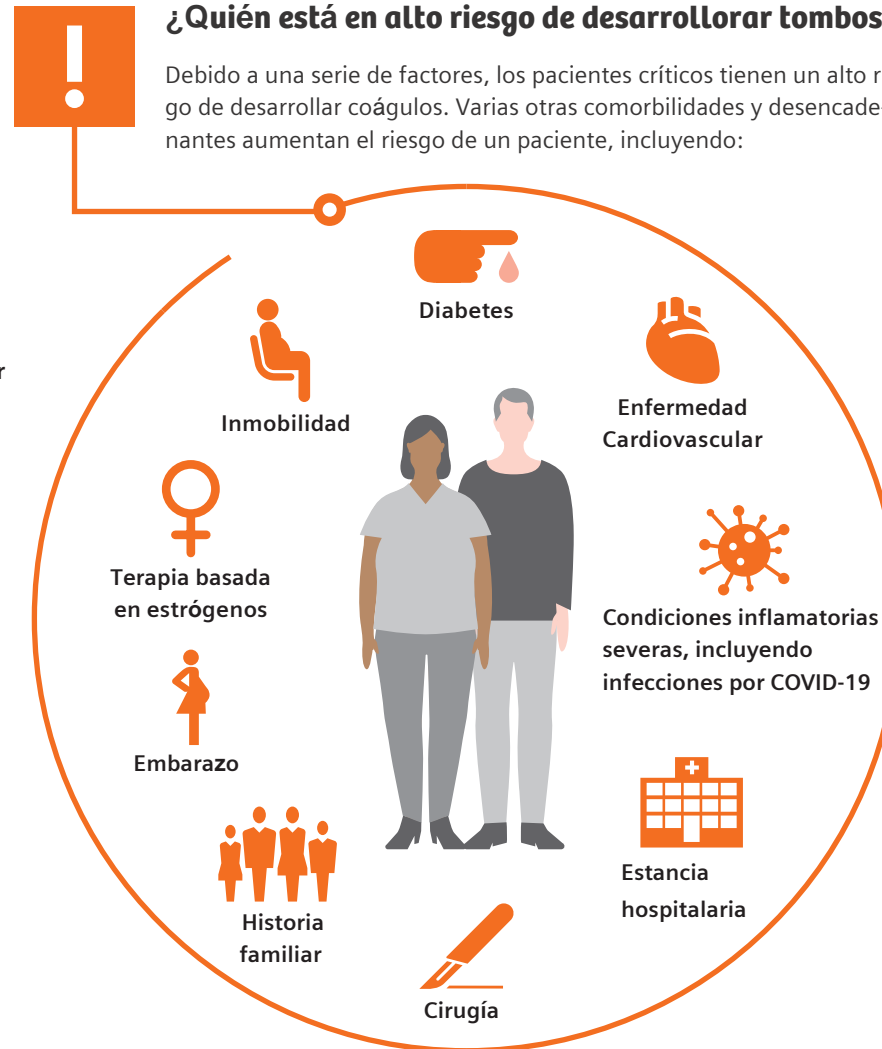 ¿Quién está en alto riesgo de desarrollorar tombos
Debido a una serie de factores, los pacientes críticos tienen un alto r
go de desarrollar coágulos. Varias otras comorbilidades y desencade
nantes aumentan el riesgo de un paciente, incluyendo:
Diabetes
Enfermedad
Cardiovascular
Inmobilidad
r
Terapia basada
en estrógenos
Condiciones inflamatorias
severas, incluyendo
infecciones por COVID-19
Embarazo
Estancia
hospitalaria
Historia
familiar
Cirugía